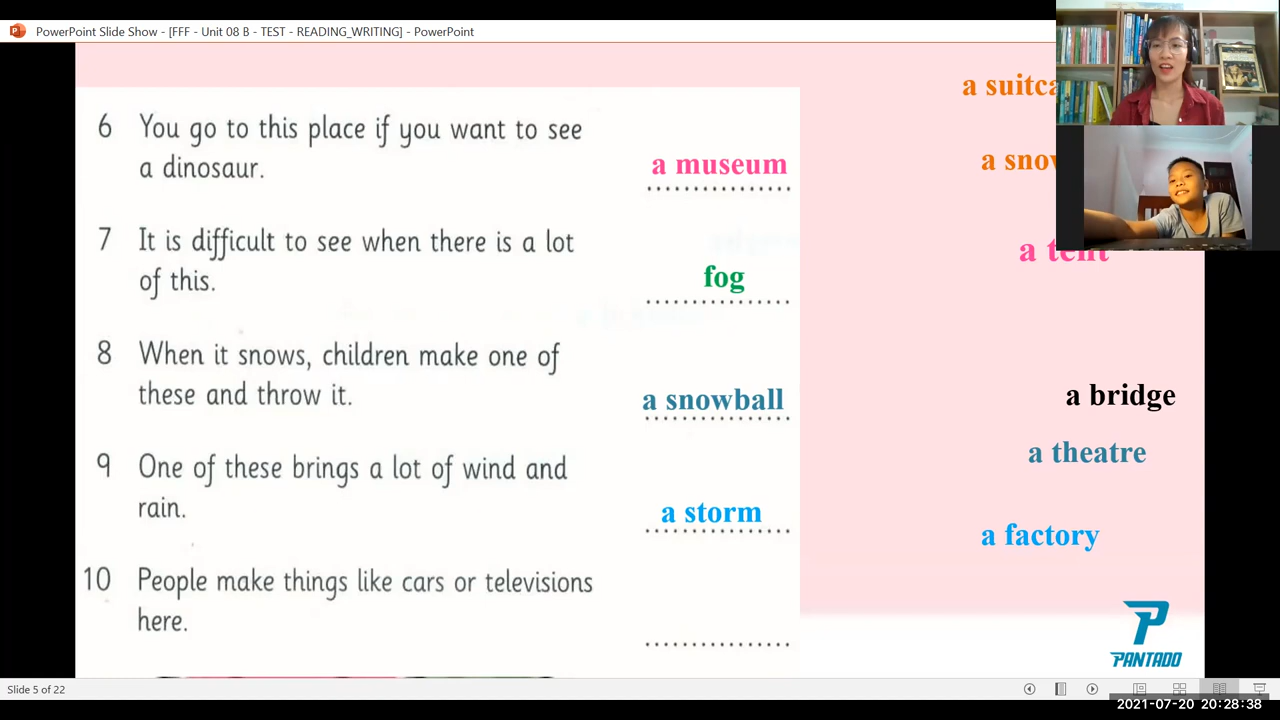 PowerPoint Slide Show - [FFF - Unit 08 B - TEST - READING_WRITING] - PowerPoint
6 You go to this place if you want to see
a dinosaur.
a museum
7 It is difficult to see when there is a lot
of this.
fog
8 When it snows, children make one of
these and throw it.
a snowball
9 One of these brings a lot of wind and
rain.
a storm
10 People make things like cars or televisions
here.
a
a
a tent
a bridge
a theatre
a factory
PANTADO
Slide 5 of 22
2021-07-20 20:28:38